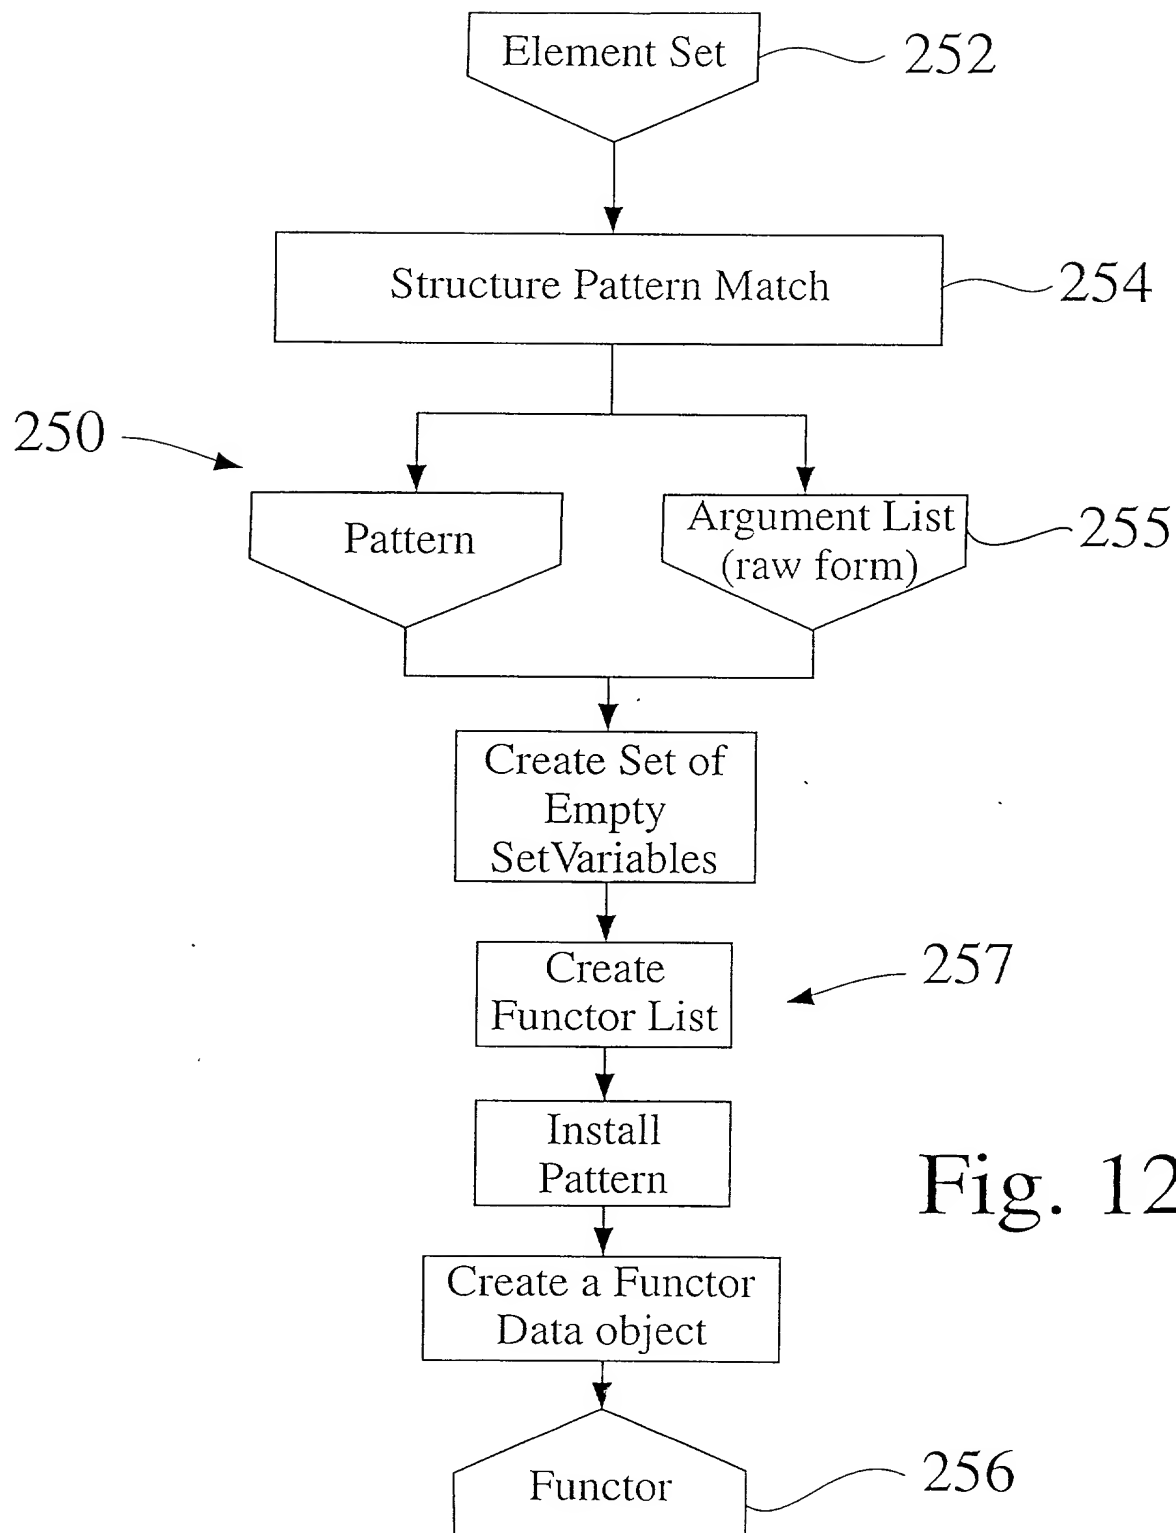 Element Set
252
Structure Pattern Match
254
250
Pattern
Argument List
(raw form)
255
Create Set of
Empty
SetVariables
Create
Functor List
257
Install
Pattern
Fig. 12
Create a Functor
Data object
Functor
256